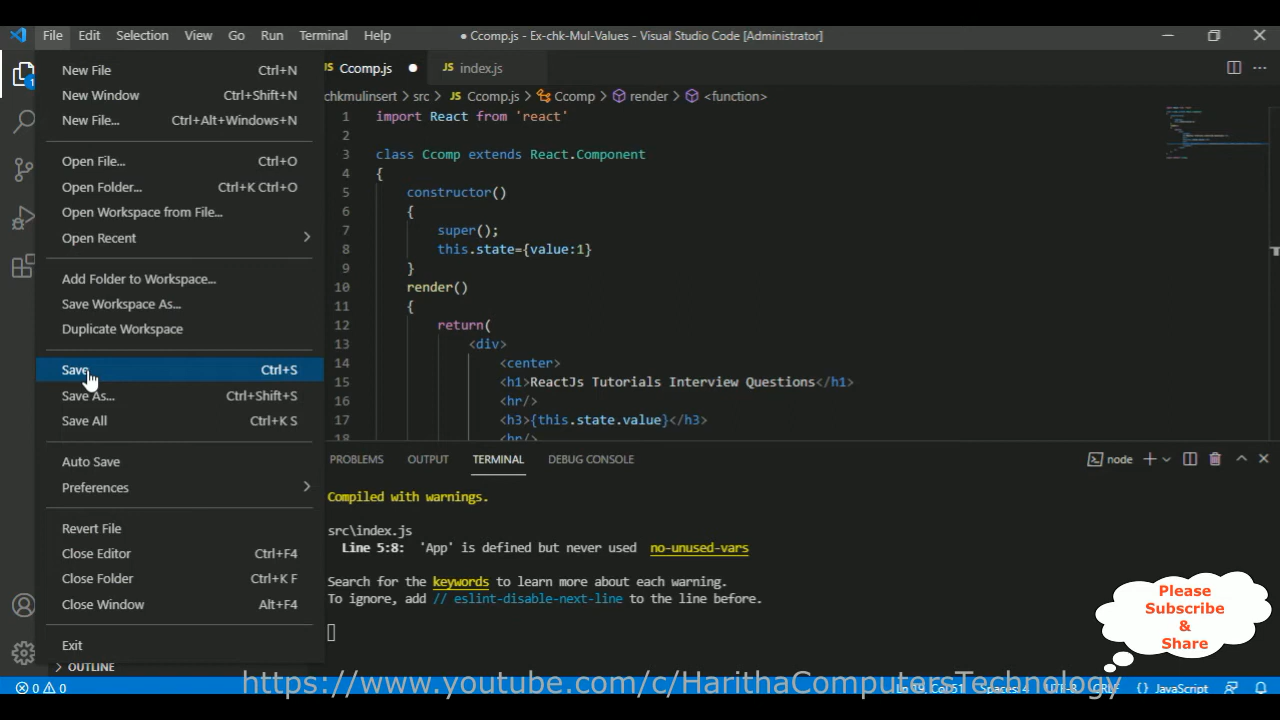 File Edit Selection View Go Run Terminal Help
● Ccomp.js - Ex-chk-Mul-Values - Visual Studio Code [Administrator]
New File Ctrl+N
New Window Ctrl+Shift+N
New File... Ctrl+Alt+Windows+N
Open File... Ctrl+O
Open Folder... Ctrl+K Ctrl+O
Open Workspace from File...
Open Recent
Add Folder to Workspace...
Save Workspace As...
Duplicate Workspace
Save Ctrl+S
Save As... Ctrl+Shift+S
Save All Ctrl+K S
Auto Save
Preferences
Revert File
Close Editor Ctrl+F4
Close Folder Ctrl+K F
Close Window Alt+F4
Exit
OUTLINE
1
JS Ccomp.js ● JS index.js
chkmulinsert > src > JS Ccomp.js > Ccomp > render > <function>
1 import React from 'react'
2
3 class Ccomp extends React.Component
4 {
5 constructor()
6 {
7 super();
8 this.state={value:1}
9 }
10 render()
11 {
12 return(
13 <div>
14 <center>
15 <h1>ReactJs Tutorials Interview Questions</h1>
16 <hr/>
17 <h3>{this.state.value}</h3>
18 <hr/>
PROBLEMS OUTPUT TERMINAL DEBUG CONSOLE
node
Compiled with warnings.
src\index.js
Line 5:8: 'App' is defined but never used no-unused-vars
Search for the keywords to learn more about each warning.
To ignore, add // eslint-disable-next-line to the line before.
Please
Subscribe
&
Share
https://www.youtube.com/c/HarithaComputersTechnology
0 0
{} JavaScript